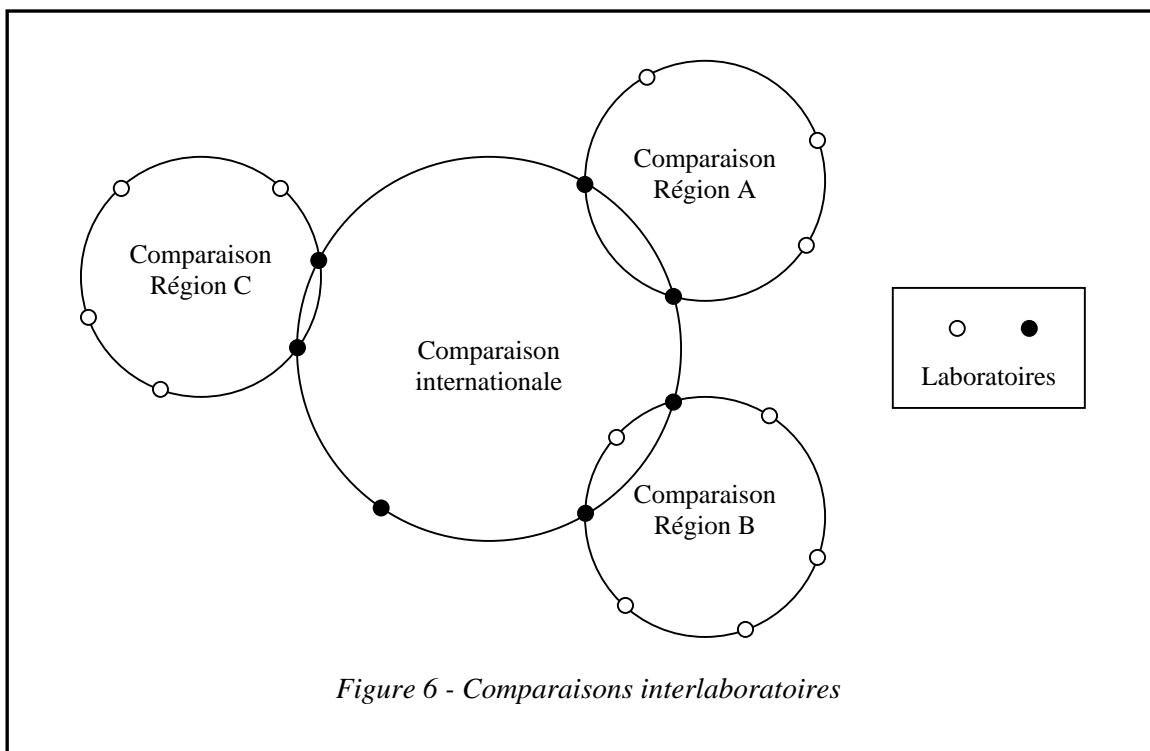 Comparaison
Région A
Comparaison
Région C
Comparaison
internationale
Laboratoires
Comparaison
Région B
Figure 6 - Comparaisons interlaboratoires